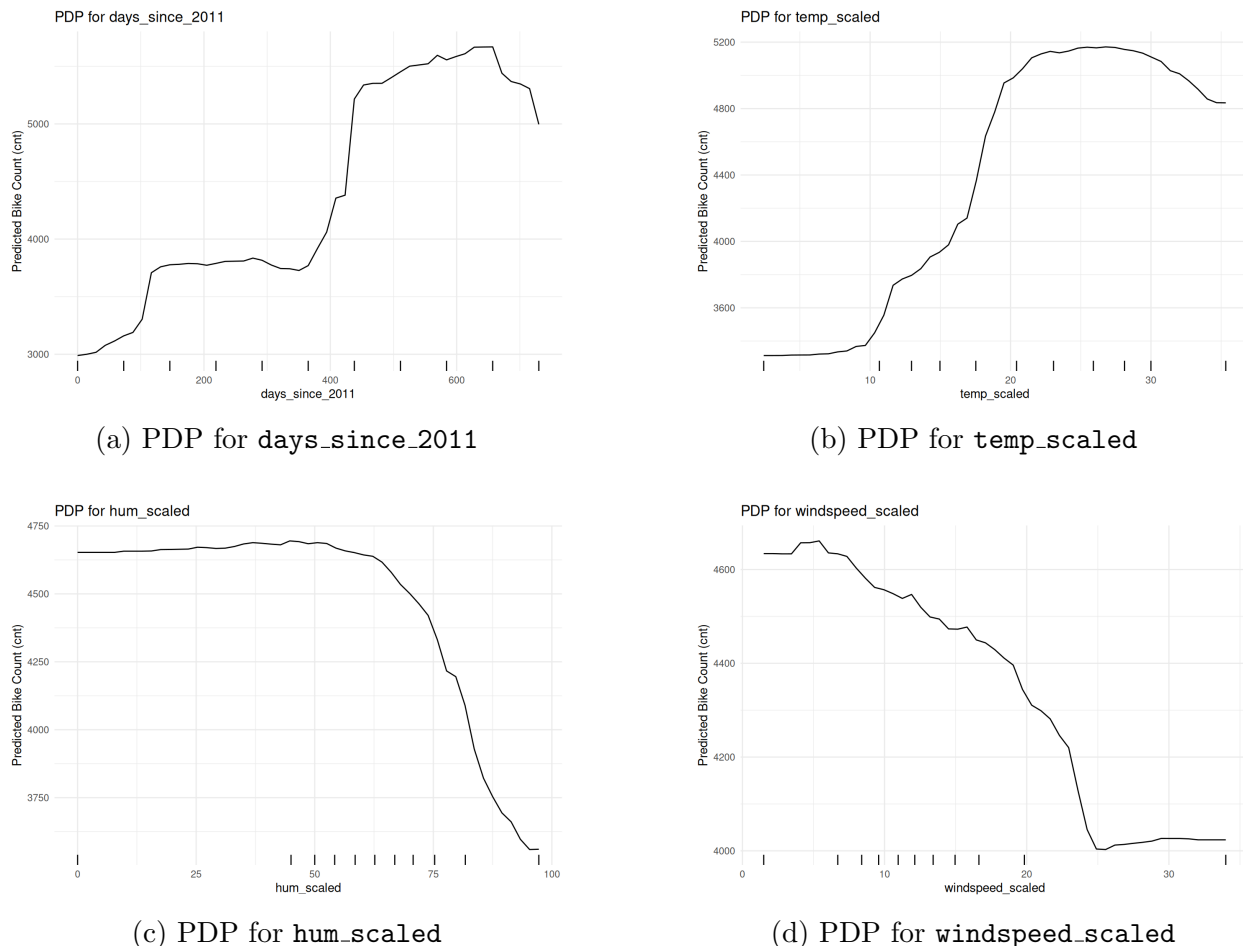 PDP for days_since_2011
Predicted Bike Count (cnt)
5000
4000
3000
0
200
400
600
days_since_2011
(a) PDP for days_since_2011
PDP for temp_scaled
Predicted Bike Count (cnt)
5200
4800
4400
4000
3600
10
20
30
temp_scaled
(b) PDP for temp_scaled
PDP for hum_scaled
Predicted Bike Count (cnt)
4750
4500
4250
4000
3750
0
25
50
75
100
hum_scaled
(c) PDP for hum_scaled
PDP for windspeed_scaled
Predicted Bike Count (cnt)
4600
4400
4200
4000
0
10
20
30
windspeed_scaled
(d) PDP for windspeed_scaled